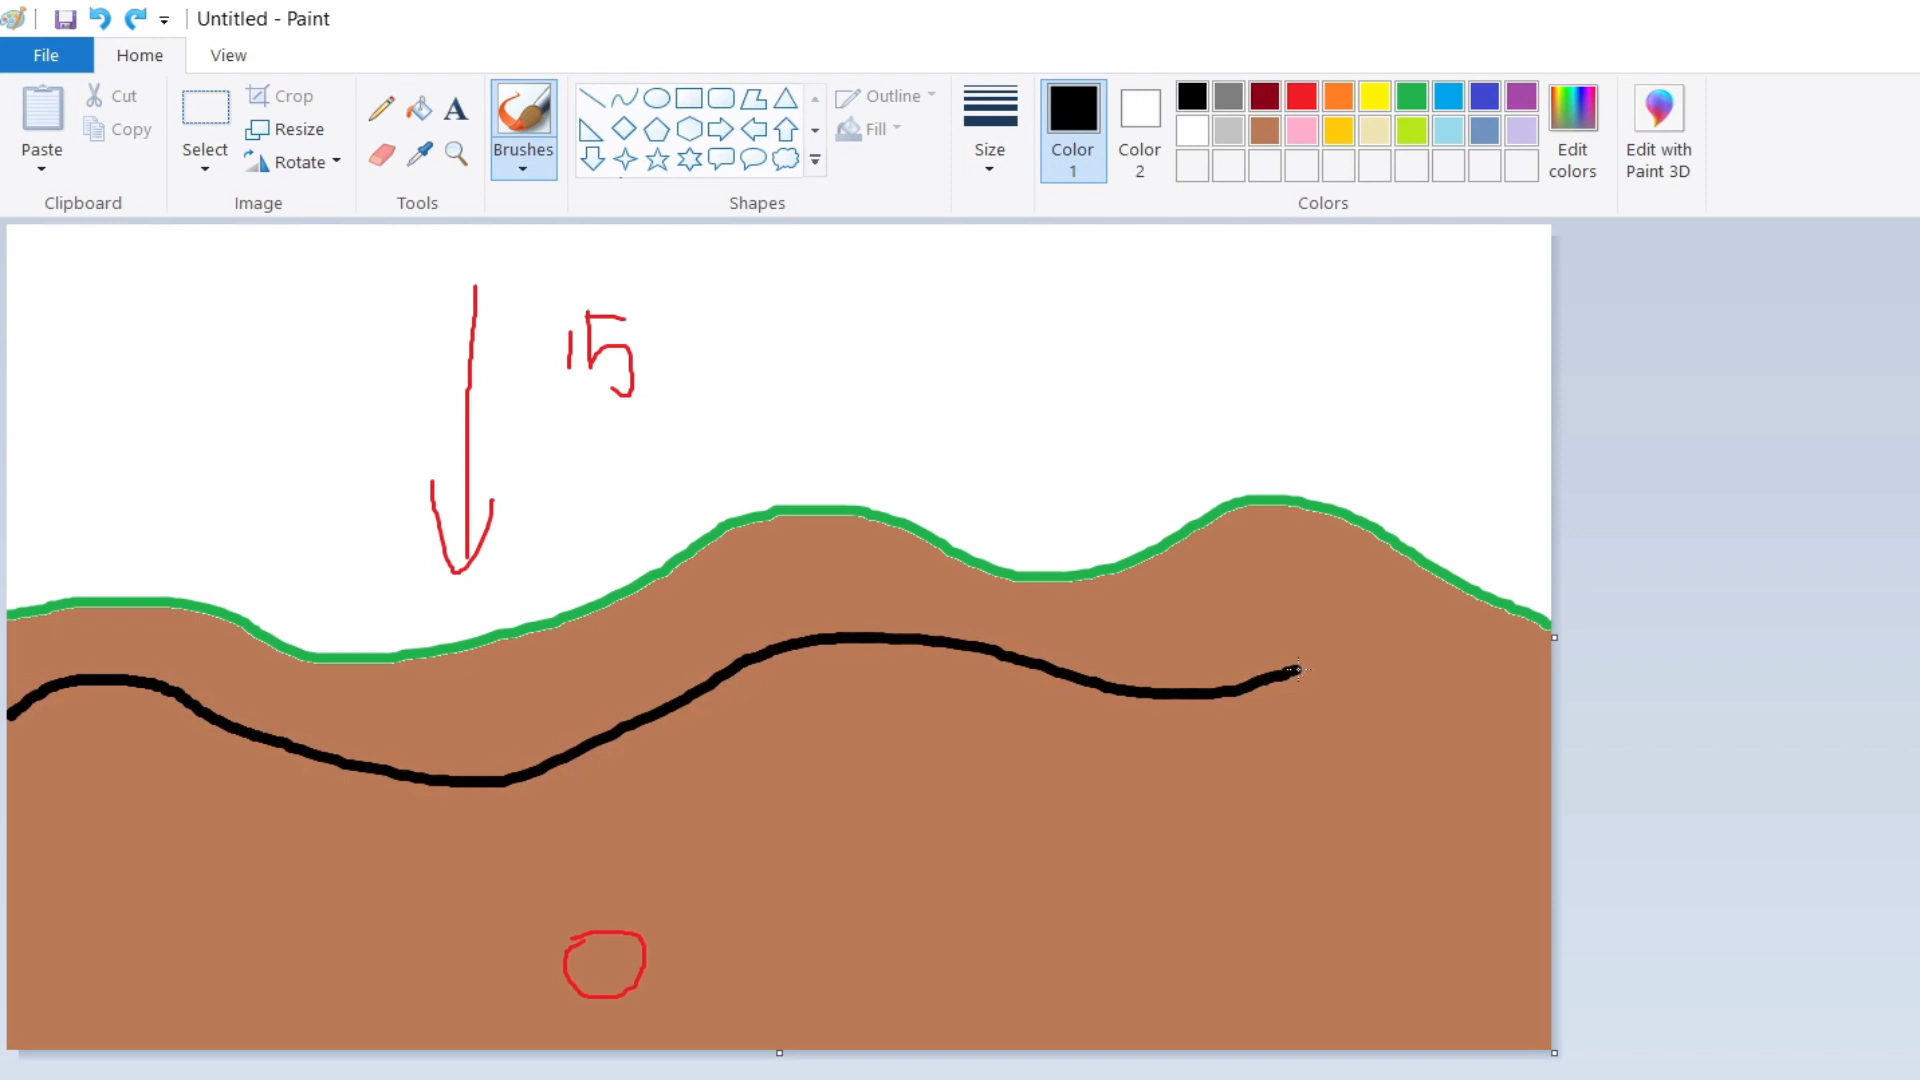 Untitled - Paint
File Home View
Paste
Cut
Copy
Clipboard
Select
Crop
Resize
Rotate
Image
A
Tools
Brushes
Outline
Fill
Shapes
Size
Color
1
Color
2
Edit
colors
Colors
Edit with
Paint 3D
15